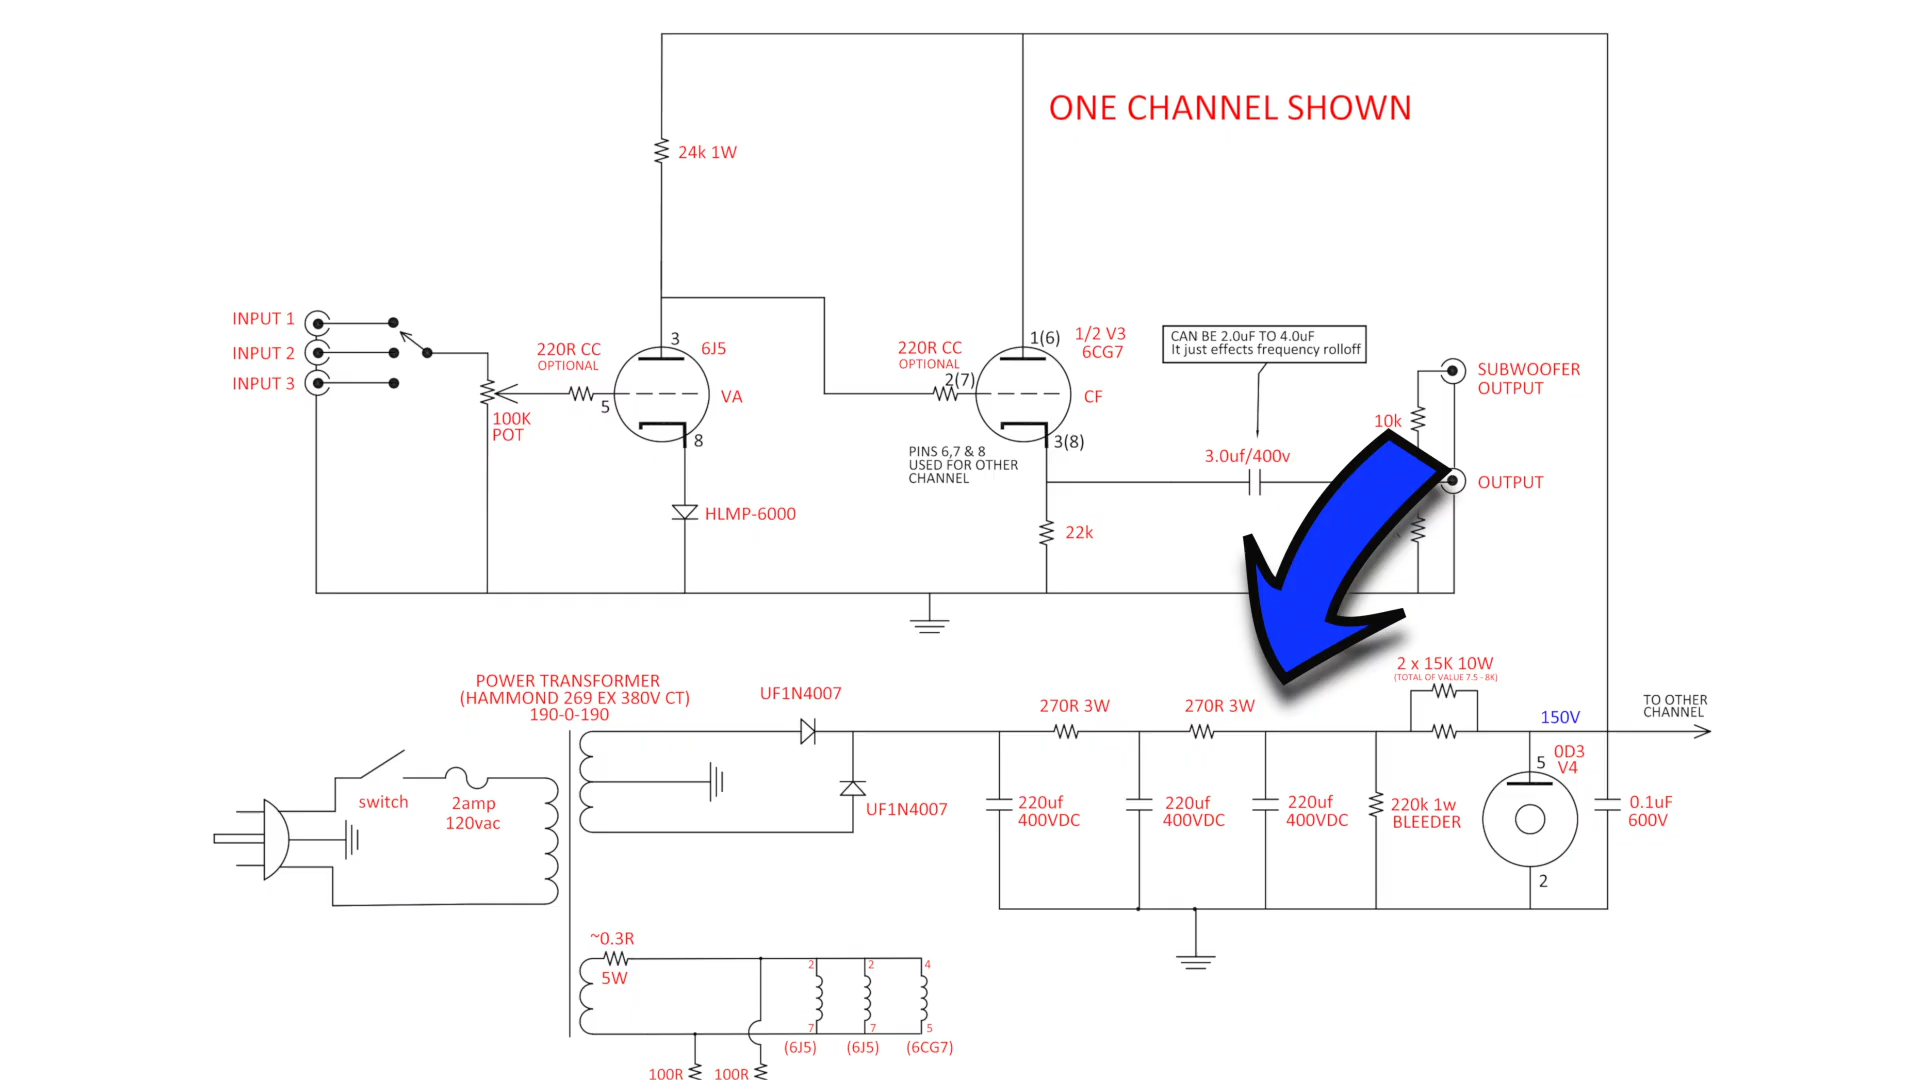 ONE CHANNEL SHOWN
24k 1W
INPUT 1
INPUT 2
INPUT 3
100K
POT
220R CC
OPTIONAL
5
3
6J5
VA
8
HLMP-6000
220R CC
OPTIONAL
2(7)
1(6)
1/2 V3
6CG7
CF
3(8)
PINS 6,7 & 8
USED FOR OTHER
CHANNEL
22k
CAN BE 2.0uF TO 4.0uF
It just effects frequency rolloff
3.0uf/400v
10k
SUBWOOFER
OUTPUT
OUTPUT
POWER TRANSFORMER
(HAMMOND 269 EX 380V CT)
190-0-190
UF1N4007
UF1N4007
switch
2amp
120vac
270R 3W
270R 3W
2 x 15K 10W
(TOTAL OF VALUE 7.5 - 8K)
150V
TO OTHER
CHANNEL
220uf
400VDC
220uf
400VDC
220uf
400VDC
220k 1w
BLEEDER
5
0D3
V4
2
0.1uF
600V
~0.3R
5W
2
2
4
7
7
5
(6J5)
(6J5)
(6CG7)
100R
100R